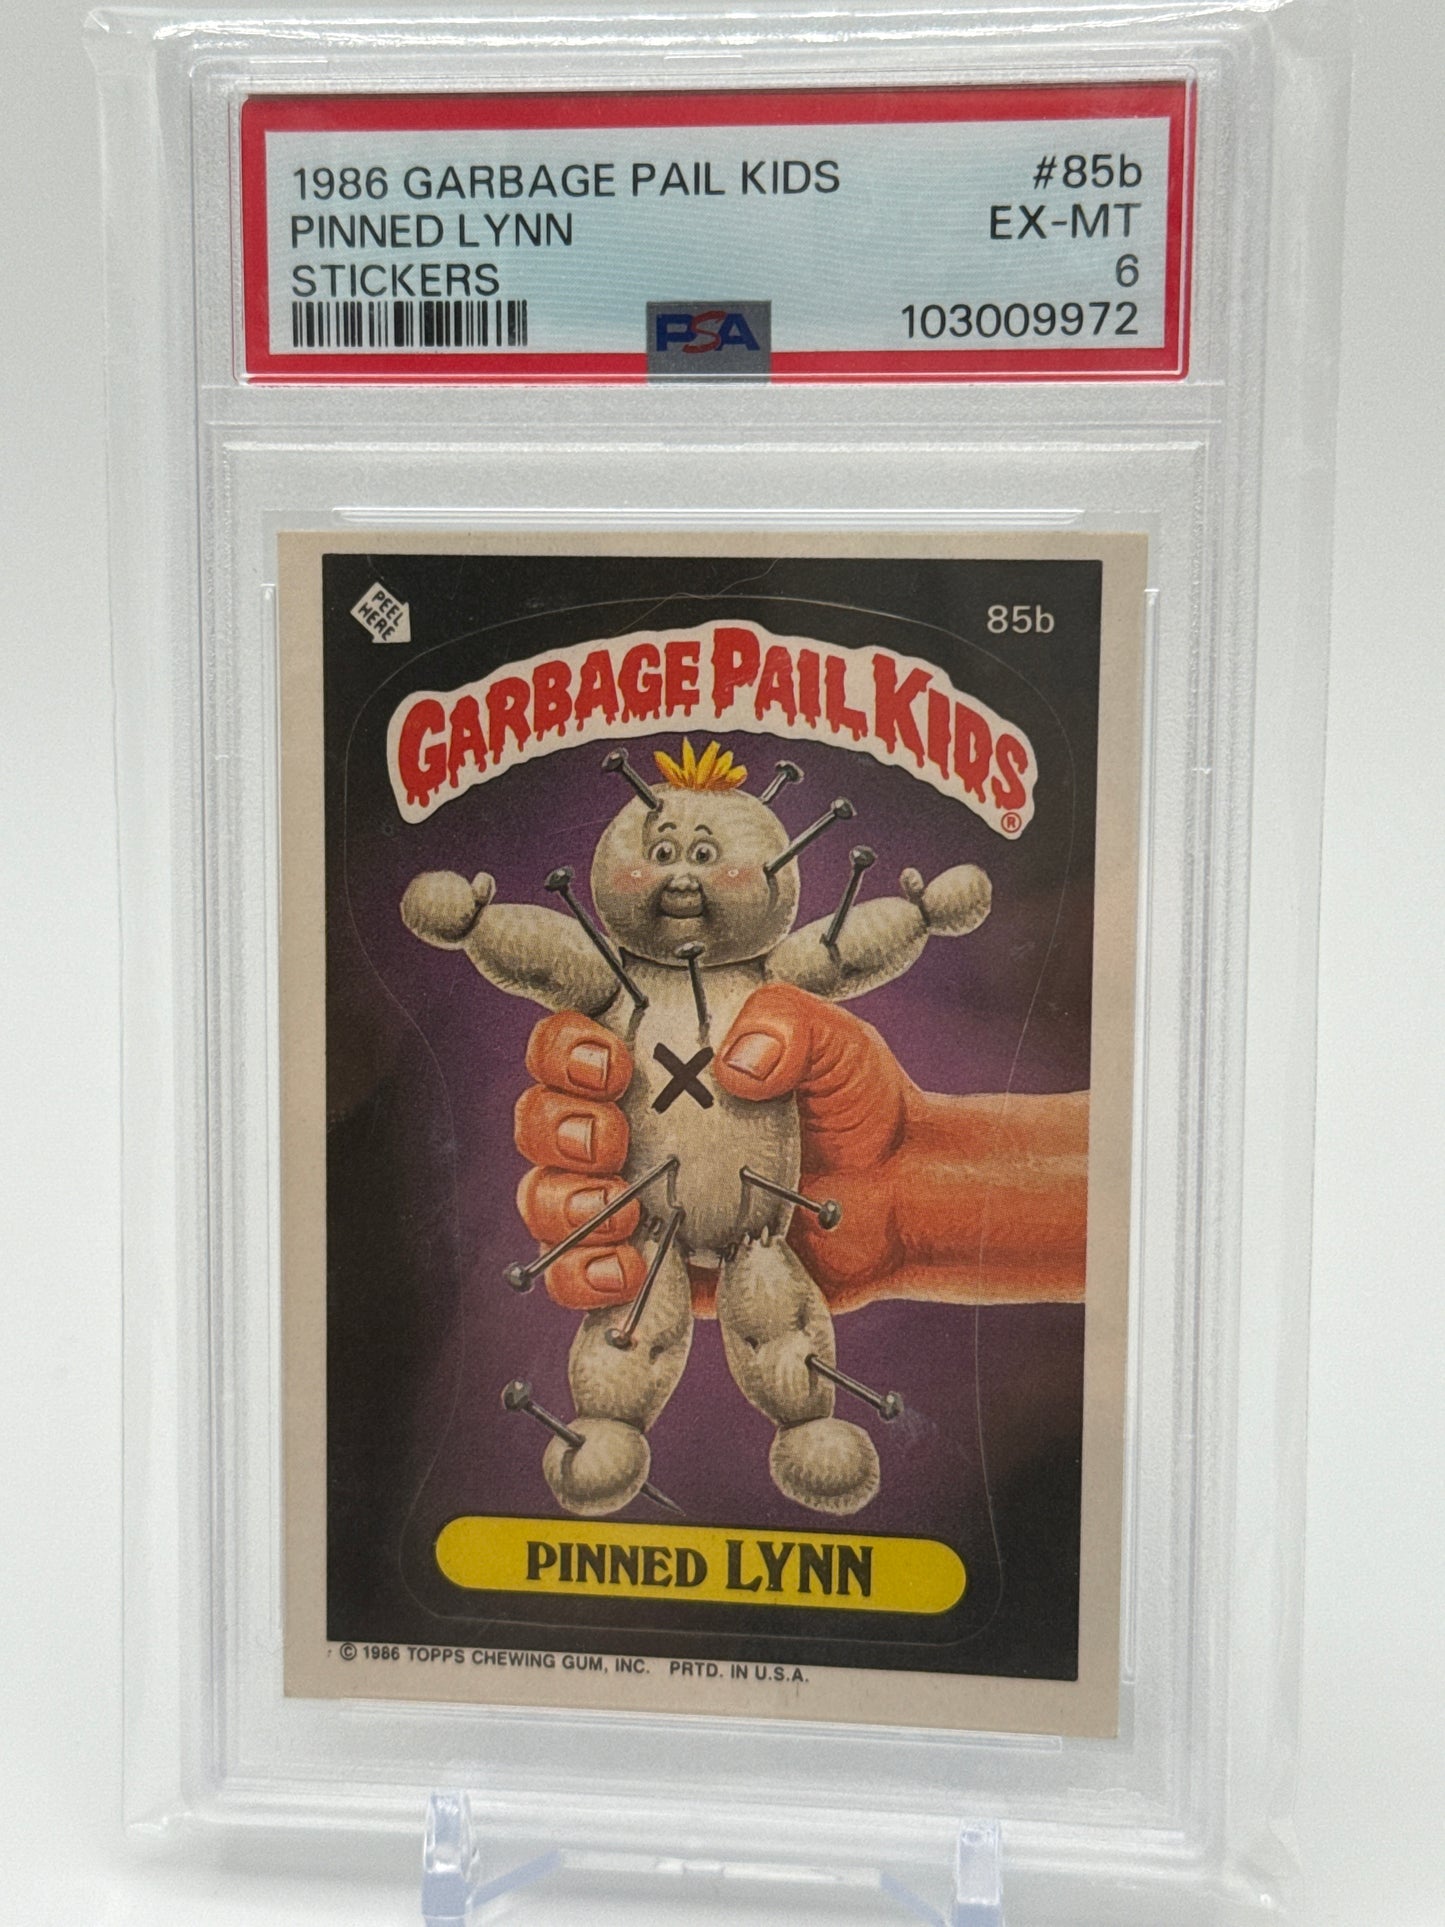 1986 GARBAGE PAIL KIDS #85b
PINNED LYNN EX-MT
STICKERS 6
PSA 103009972
PEEL
HERE
85b
GARBAGE PAIL KIDS®
PINNED LYNN
© 1986 TOPPS CHEWING GUM, INC. PRTD. IN U.S.A.